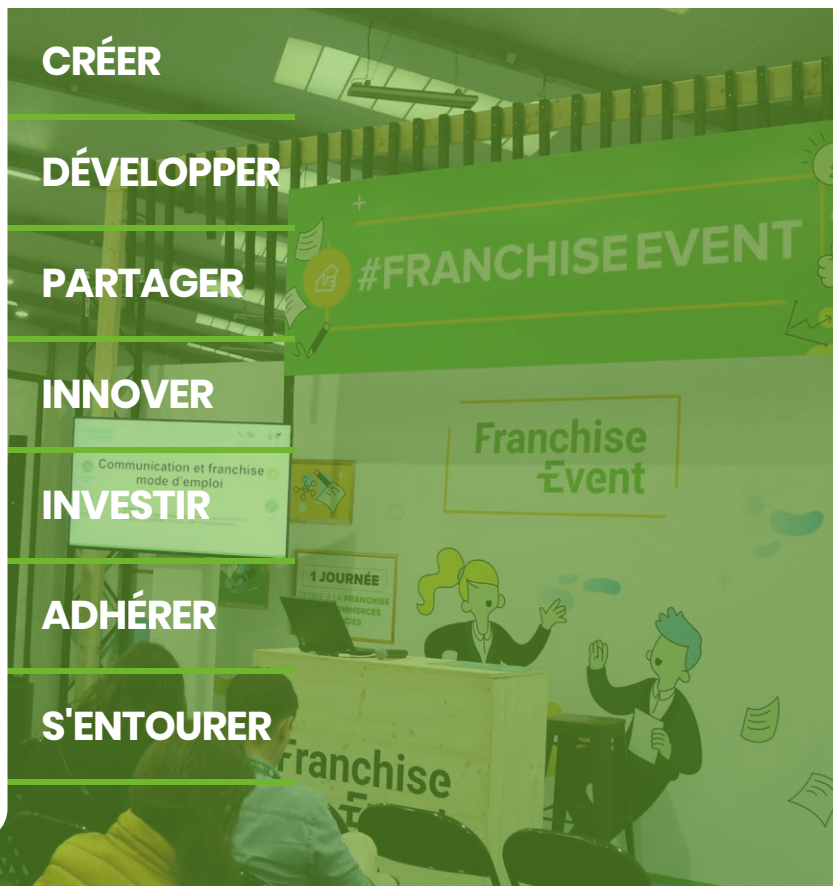 CRÉER
DÉVELOPPER
PARTAGER
INNOVER
INVESTIR
ADHÉRER
S'ENTOURER
#FRANCHISE EVENT
Communication et franchise
mode d'emploi
Franchise
Event
1 JOURNÉE
À LA FRANCHISE
Franchise